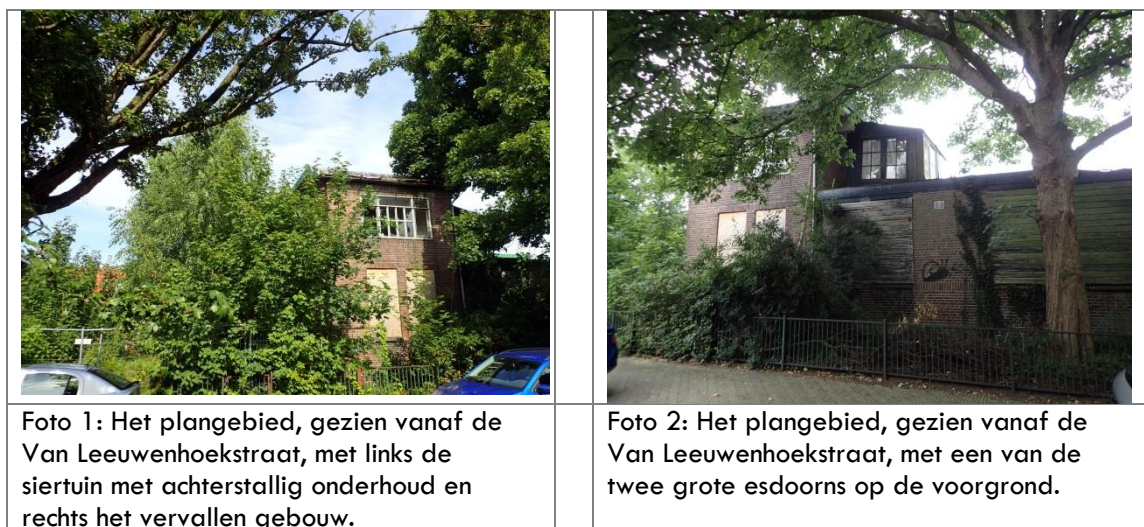 Foto 1: Het plangebied, gezien vanaf de
Van Leeuwenhoekstraat, met links de
siertuin met achterstallig onderhoud en
rechts het vervallen gebouw.
Foto 2: Het plangebied, gezien vanaf de
Van Leeuwenhoekstraat, met een van de
twee grote esdoorns op de voorgrond.